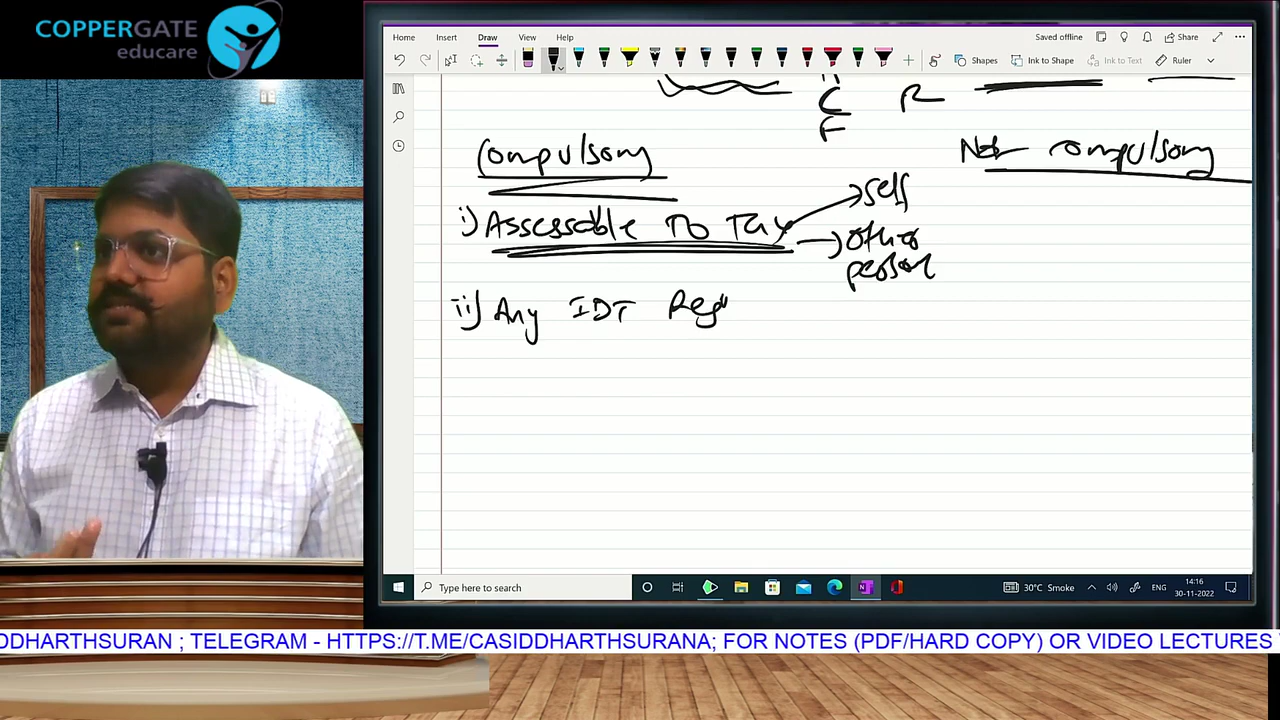 COPPERGATE
educare
Home Insert Draw View Help
Saved offline
Share
Shapes
Ink to Shape
Ink to Text
Ruler
C R
F
Compulsory
Not compulsory
i) Assessable To Tax
self
other
person
ii) Any IDT Reg
Type here to search
30°C Smoke
ENG
14:16
30-11-2022
DDHARTHSURAN ; TELEGRAM - HTTPS://T.ME/CASIDDHARTHSURANA; FOR NOTES (PDF/HARD COPY) OR VIDEO LECTURES